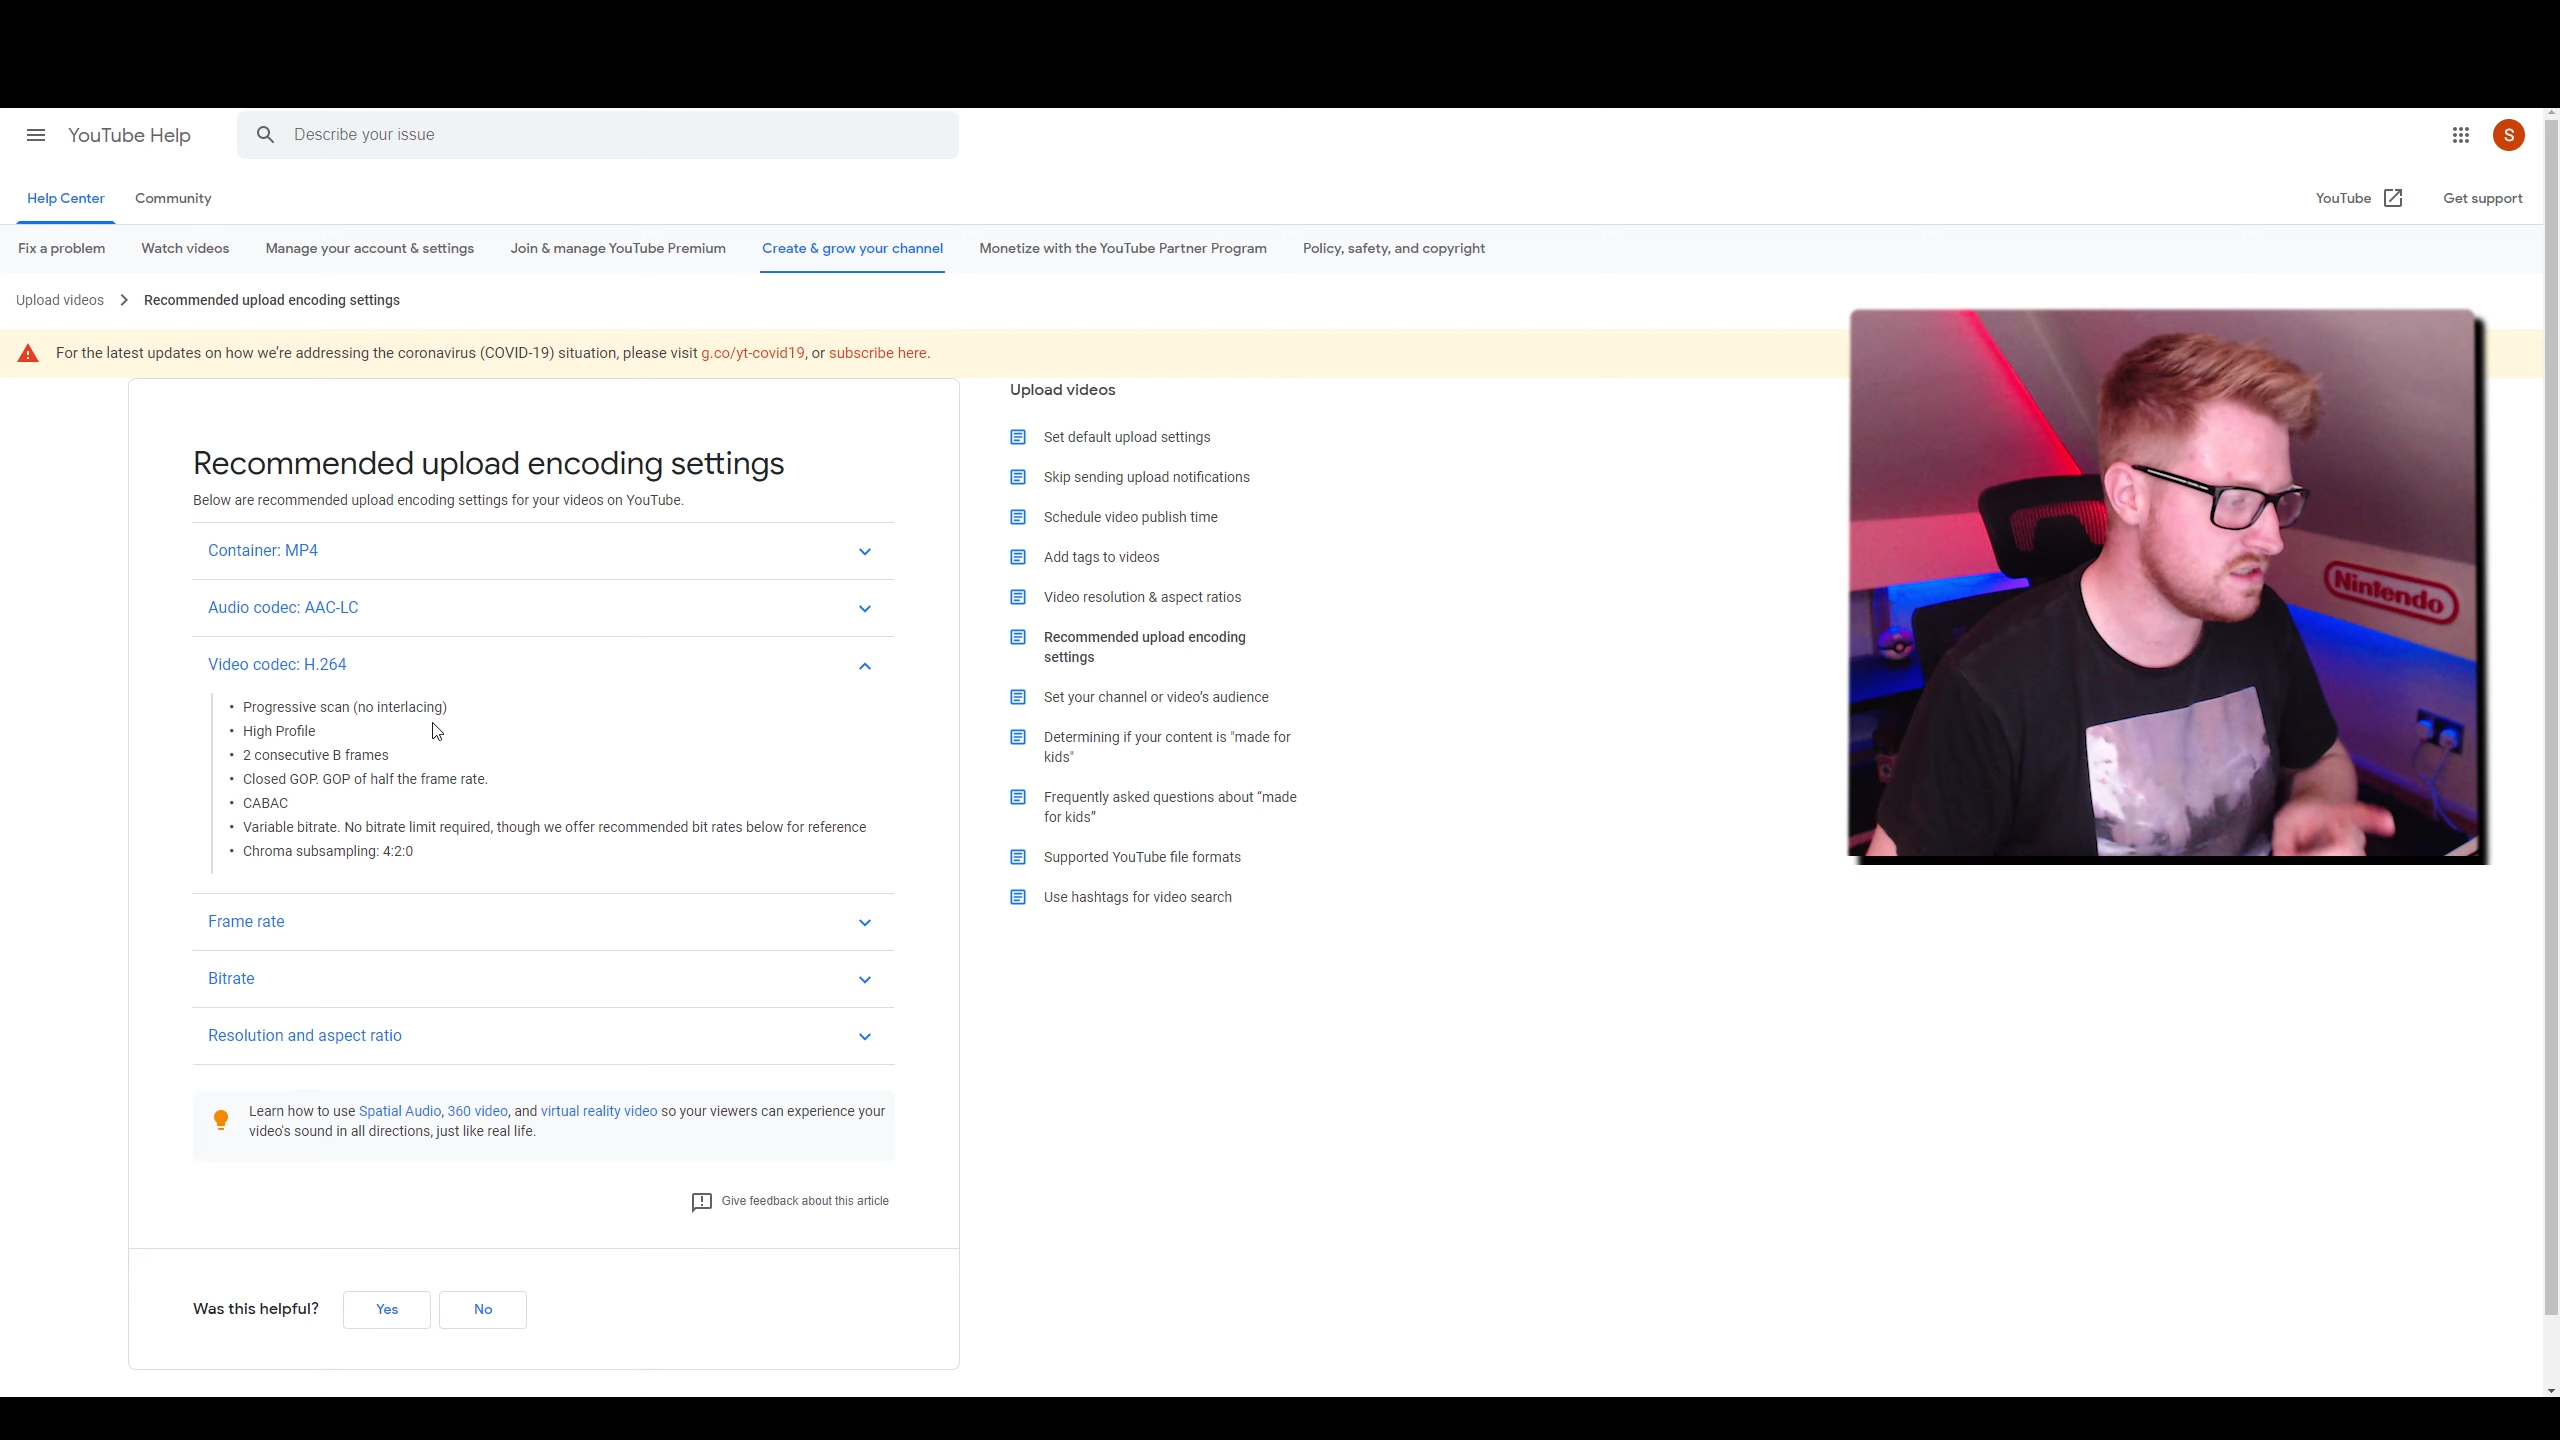 YouTube Help
Describe your issue
S
Help Center
Community
YouTube
Get support
Fix a problem
Watch videos
Manage your account & settings
Join & manage YouTube Premium
Create & grow your channel
Monetize with the YouTube Partner Program
Policy, safety, and copyright
Upload videos
Recommended upload encoding settings
For the latest updates on how we’re addressing the coronavirus (COVID-19) situation, please visit g.co/yt-covid19, or subscribe here.
Recommended upload encoding settings
Below are recommended upload encoding settings for your videos on YouTube.
Container: MP4
Audio codec: AAC-LC
Video codec: H.264
• Progressive scan (no interlacing)
• High Profile
• 2 consecutive B frames
• Closed GOP. GOP of half the frame rate.
• CABAC
• Variable bitrate. No bitrate limit required, though we offer recommended bit rates below for reference
• Chroma subsampling: 4:2:0
Frame rate
Bitrate
Resolution and aspect ratio
Learn how to use Spatial Audio, 360 video, and virtual reality video so your viewers can experience your
video's sound in all directions, just like real life.
Give feedback about this article
Was this helpful?
Yes
No
Upload videos
Set default upload settings
Skip sending upload notifications
Schedule video publish time
Add tags to videos
Video resolution & aspect ratios
Recommended upload encoding
settings
Set your channel or video’s audience
Determining if your content is "made for
kids"
Frequently asked questions about “made
for kids”
Supported YouTube file formats
Use hashtags for video search
Nintendo